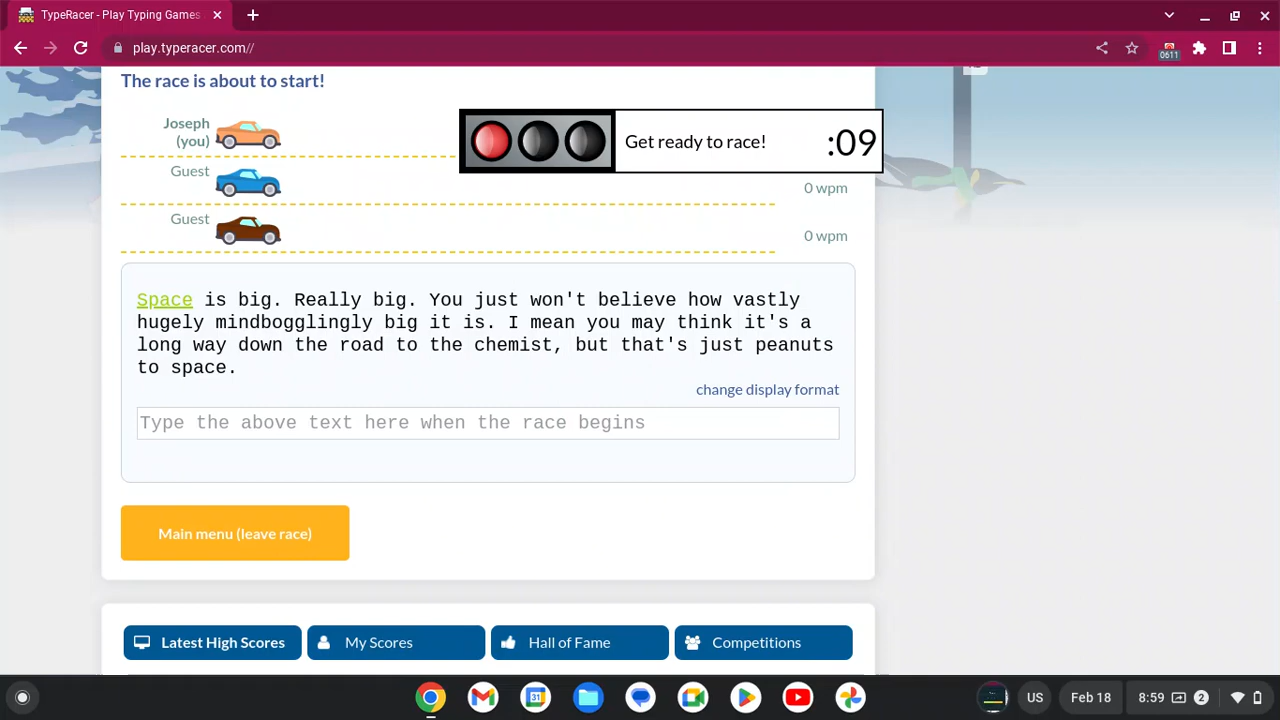 TypeRacer - Play Typing Games
play.typeracer.com//
0611
The race is about to start!
Joseph
(you)
Get ready to race!
:09
Guest
0 wpm
Guest
0 wpm
Space is big. Really big. You just won't believe how vastly
hugely mindbogglingly big it is. I mean you may think it's a
long way down the road to the chemist, but that's just peanuts
to space.
change display format
Type the above text here when the race begins
Main menu (leave race)
Latest High Scores
My Scores
Hall of Fame
Competitions
31
US
Feb 18
8:59
2